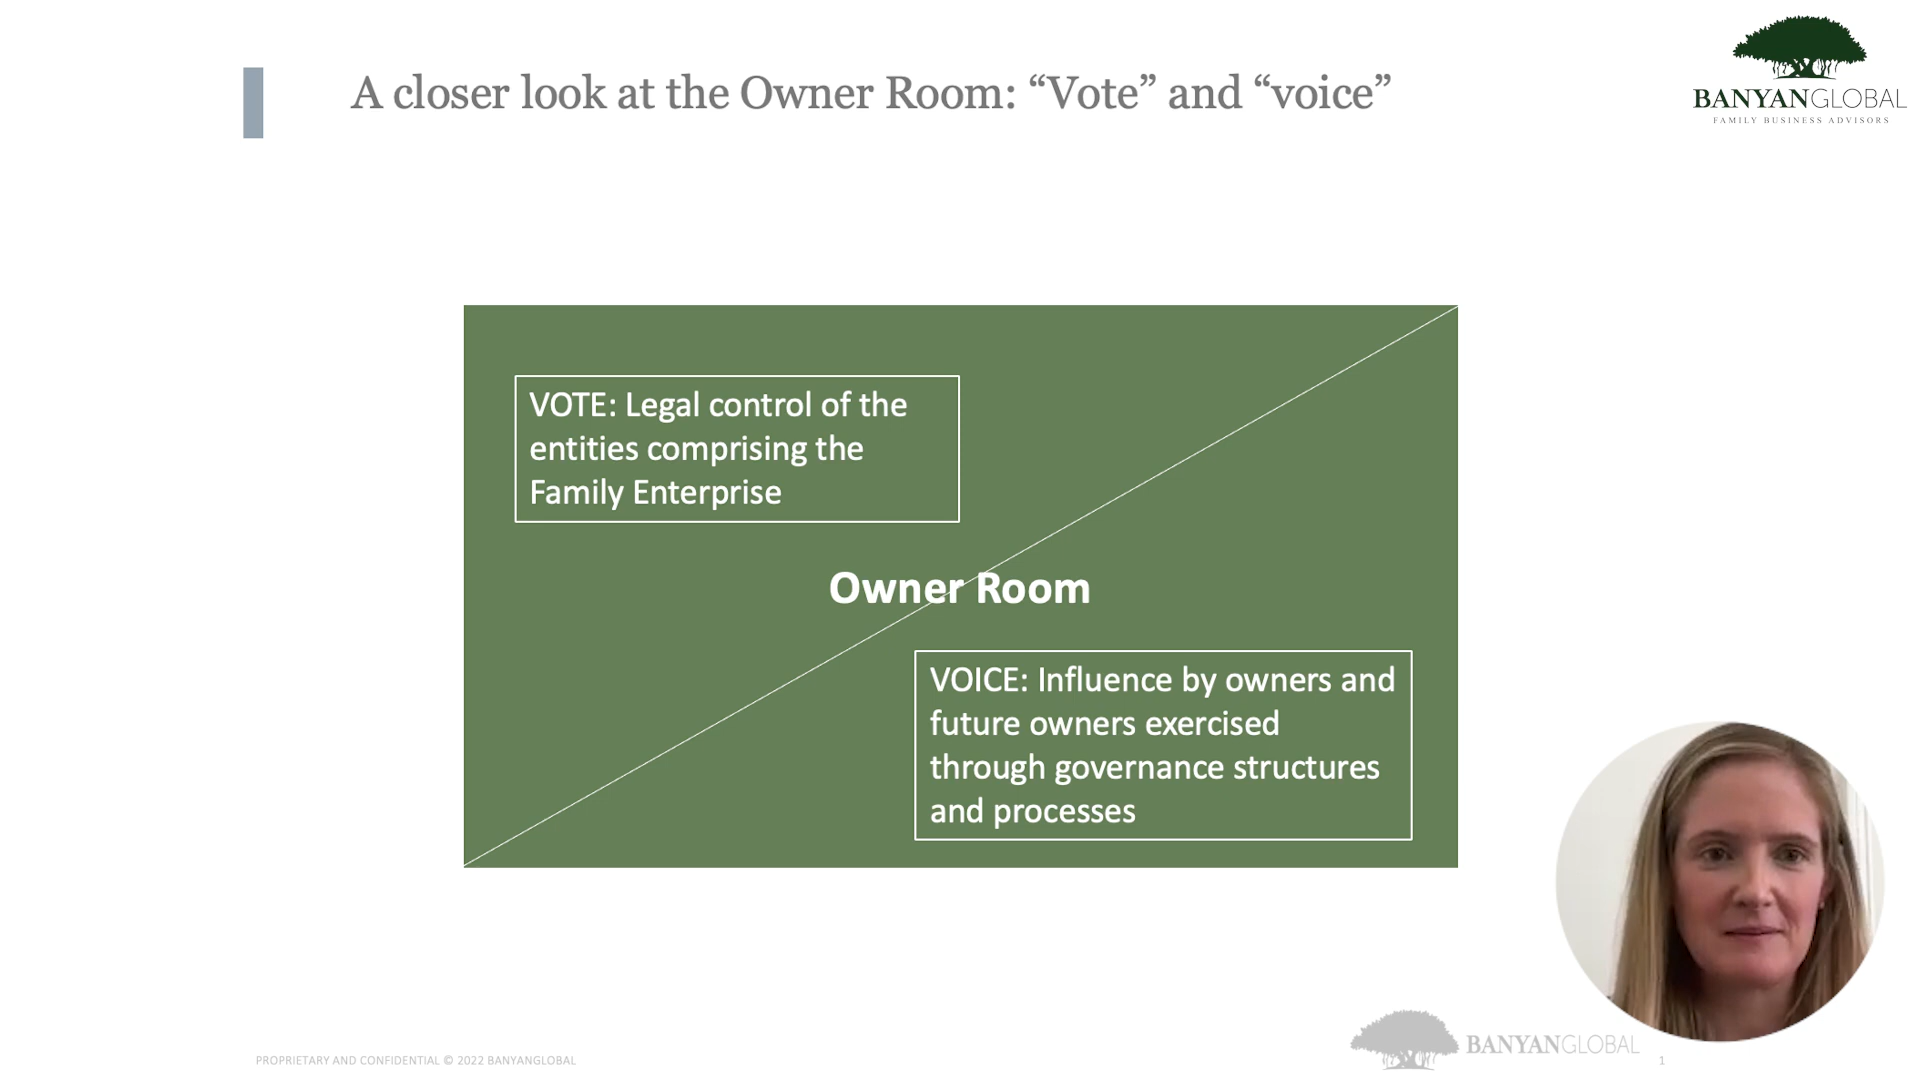 A closer look at the Owner Room: “Vote” and “voice”
BANYANGLOBAL
FAMILY BUSINESS ADVISORS
VOTE: Legal control of the
entities comprising the
Family Enterprise
Owner Room
VOICE: Influence by owners and
future owners exercised
through governance structures
and processes
PROPRIETARY AND CONFIDENTIAL © 2022 BANYANGLOBAL
BANYANGLOBAL
1